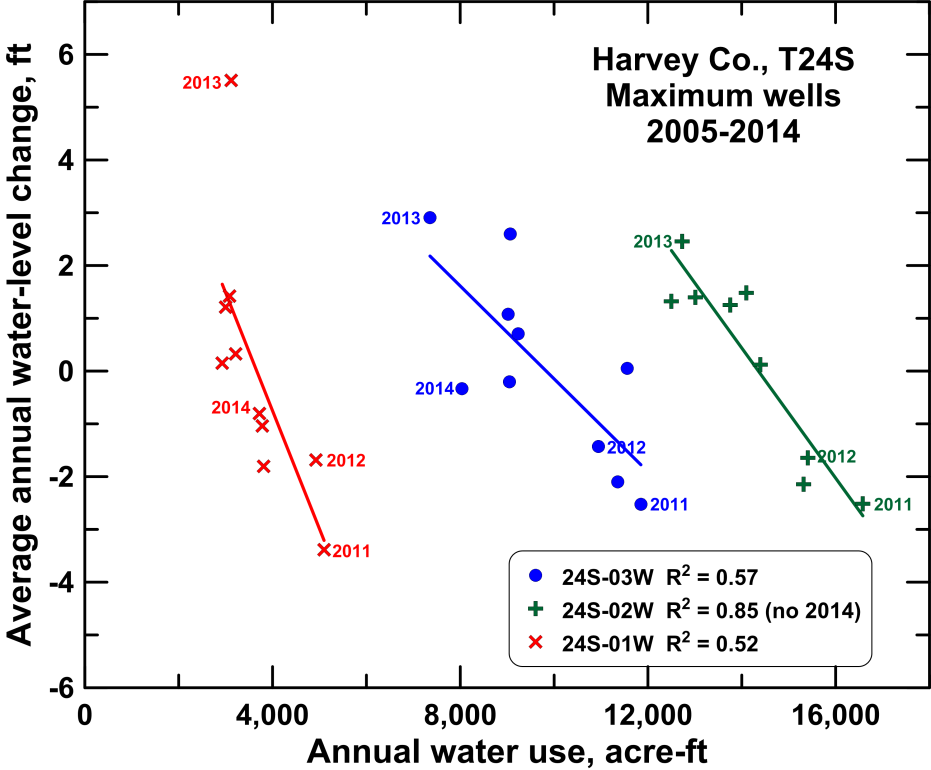 Harvey Co., T24S
Maximum wells
2005-2014
Average annual water-level change, ft
6
4
2
0
-2
-4
-6
2013
2014
2012
2011
2013
2014
2012
2011
2013
2012
2011
24S-03W R² = 0.57
24S-02W R² = 0.85 (no 2014)
24S-01W R² = 0.52
0 4,000 8,000 12,000 16,000
Annual water use, acre-ft